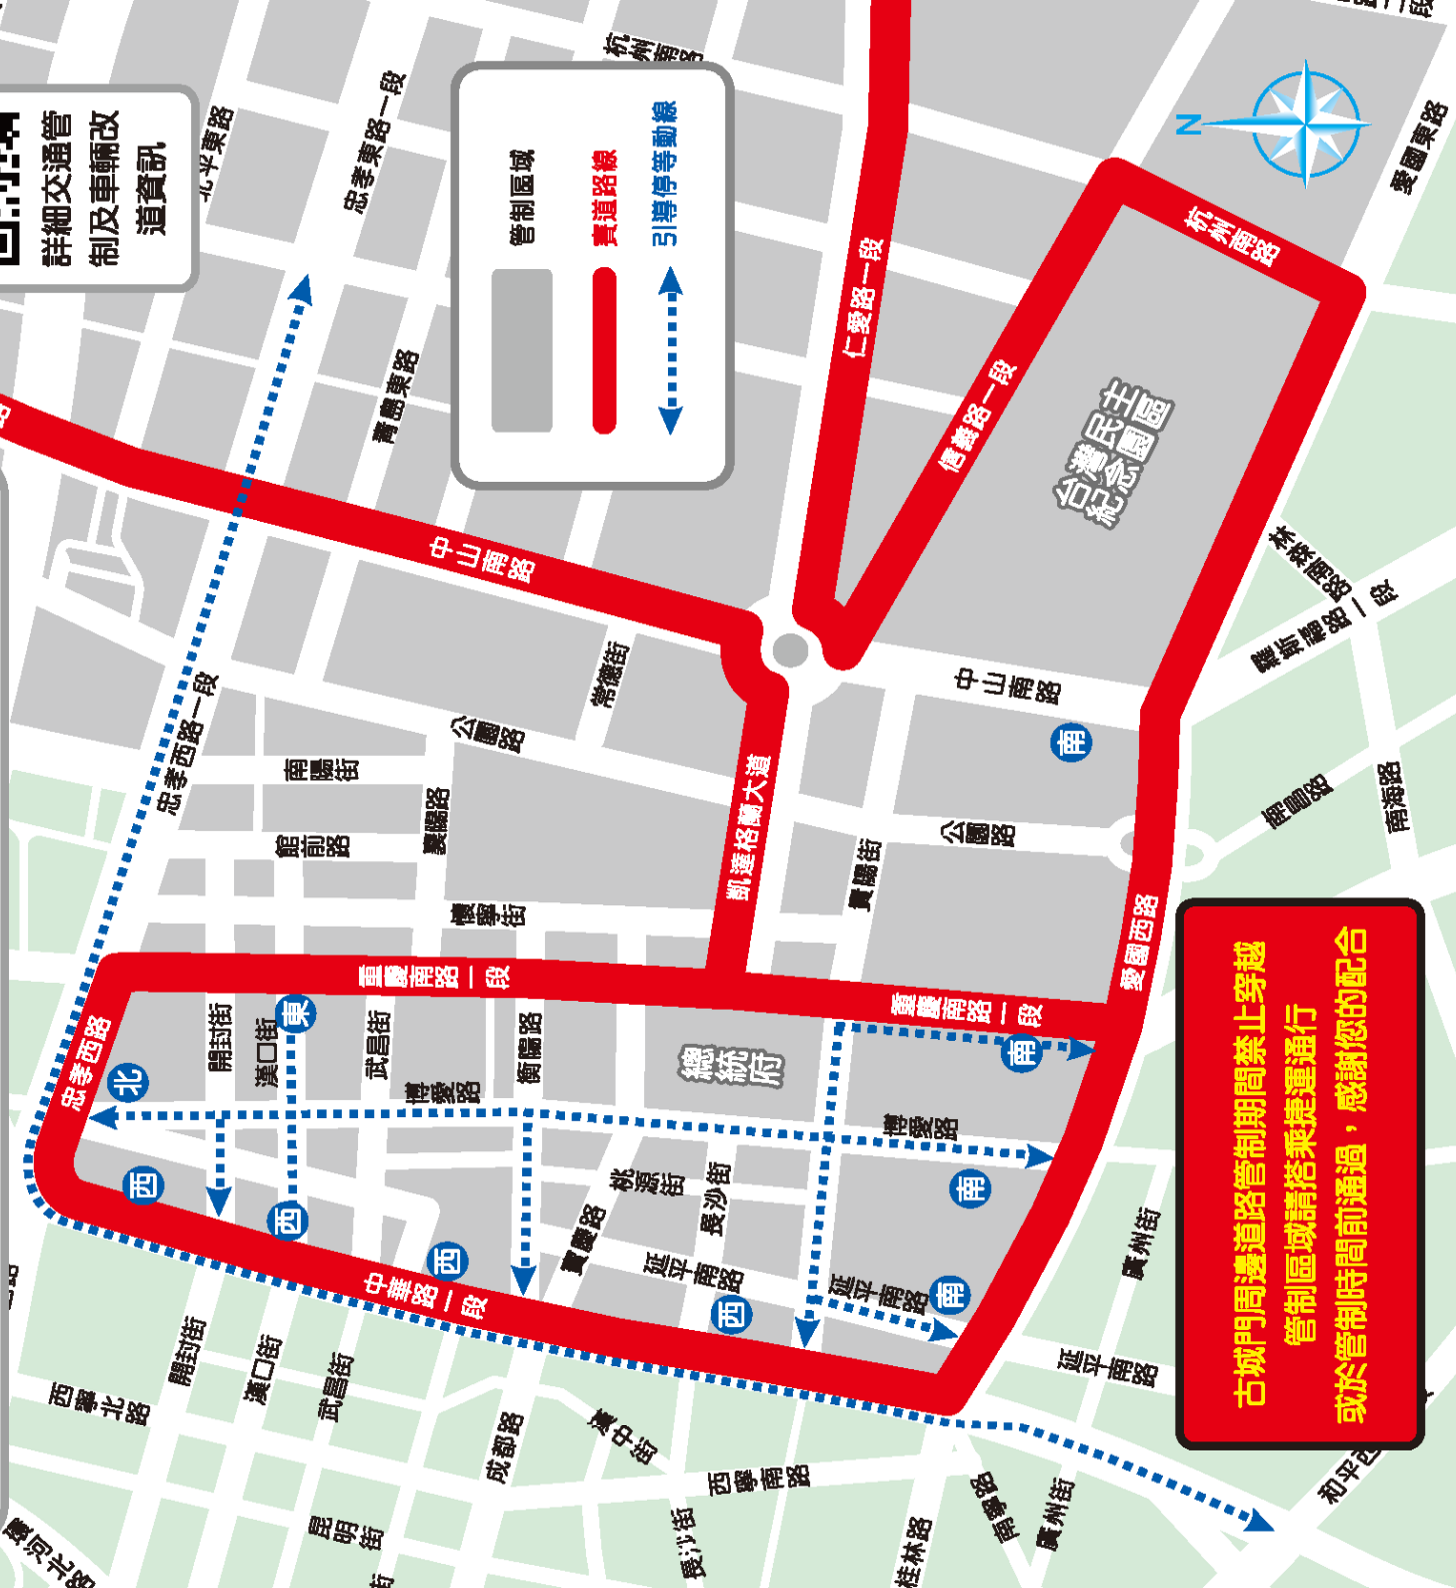 詳細交通管
制及車輛改
道資訊
北平東路
忠孝東路一段
青島東路
杭州南路
管制區域
賽道路線
引導停等動線
N
愛國東路
仁愛路一段
信義路一段
杭州南路
台灣民主
紀念園區
中山南路
中山南路
林森南路
羅斯福路一段
常德街
公園路
忠孝西路一段
南陽街
館前路
襄陽路
懷寧街
凱達格蘭大道
貴陽街
公園路
南海路
愛國西路
重慶南路一段
重慶南路一段
忠孝西路
開封街
漢口街
武昌街
衡陽路
博愛路
博愛路
總統府
北
東
西
西
西
西
南
南
南
南
桃源街
長沙街
寶慶路
延平南路
延平南路
延平南路
中華路一段
廣州街
廣州街
開封街
漢口街
武昌街
西寧北路
成都路
漢中街
西寧南路
昆明街
長沙街
桂林路
南寧路
和平西
環河北路
古城門周邊道路管制期間禁止穿越
管制區域請搭乘捷運通行
或於管制時間前通過，感謝您的配合